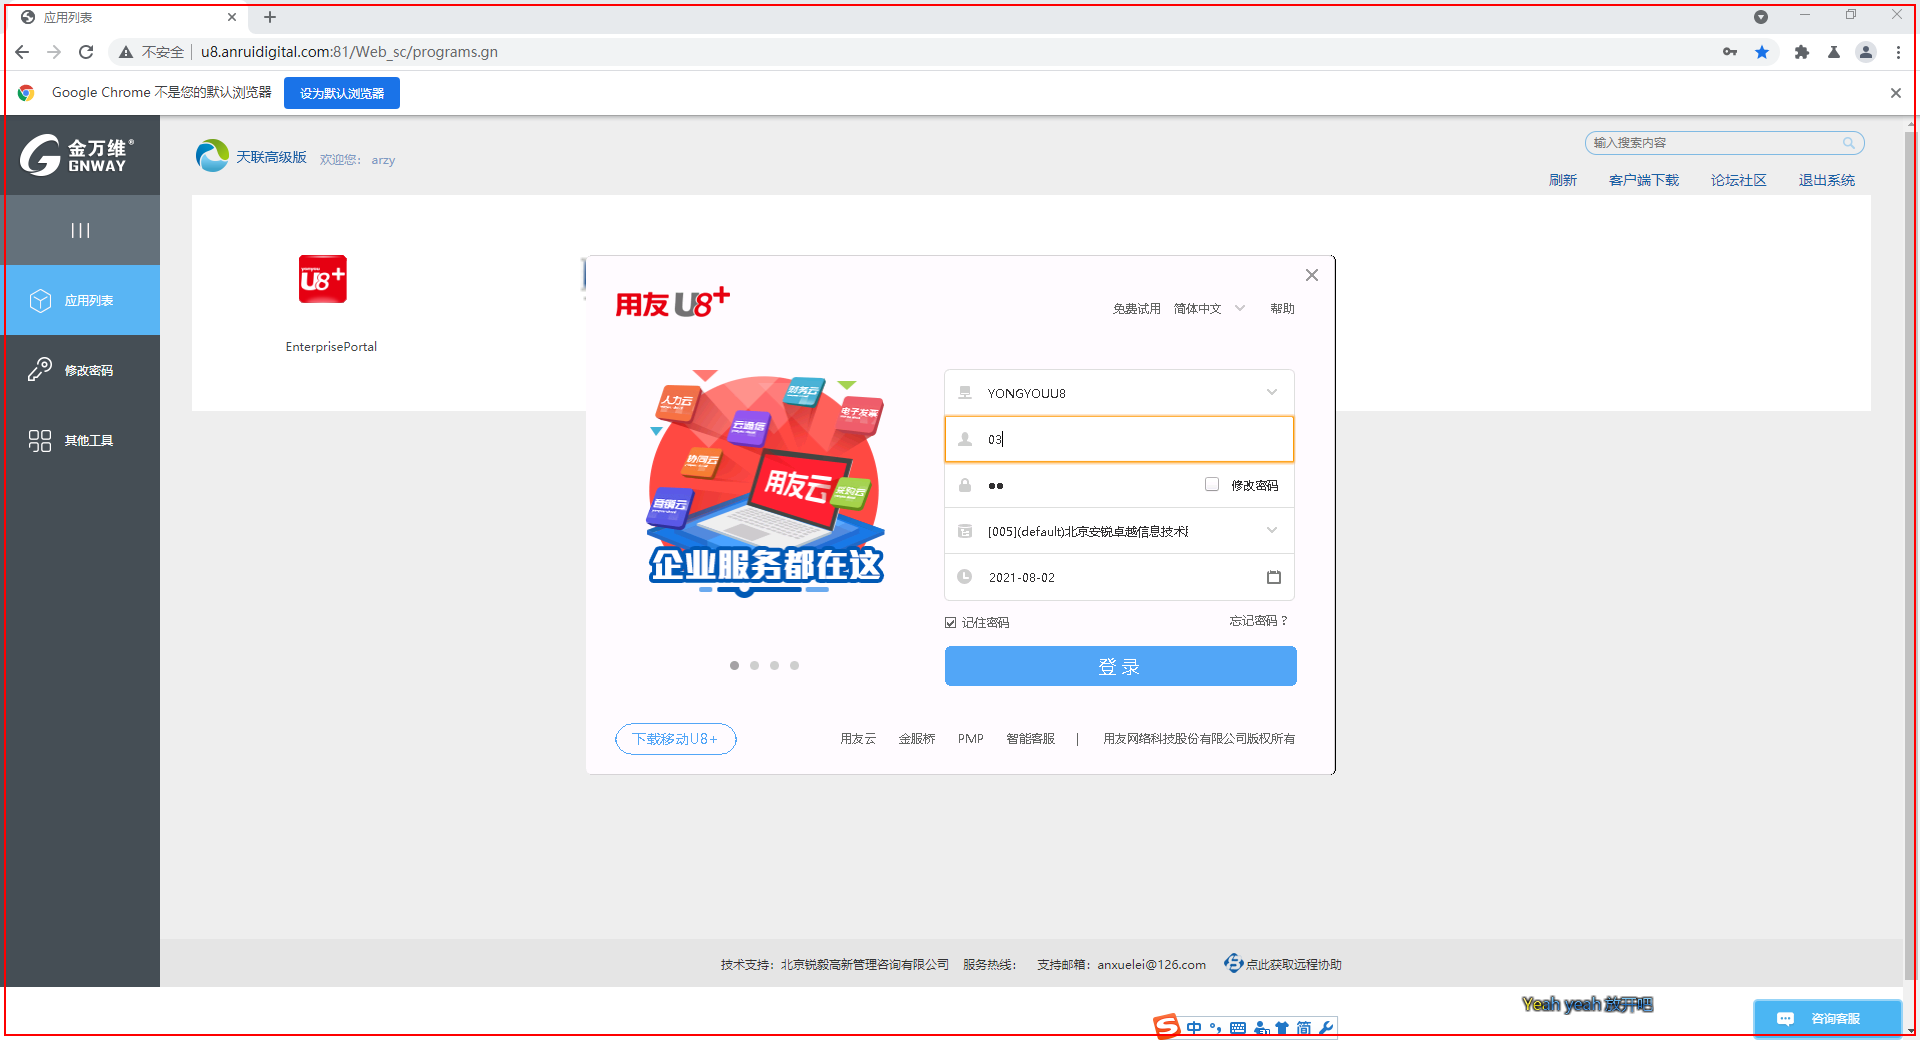 应用列表
不安全 u8.anruidigital.com:81/Web_sc/programs.gn
Google Chrome 不是您的默认浏览器 设为默认浏览器
金万维®
GNWAY
天联高级版 欢迎您: arzy
输入搜索内容
刷新 客户端下载 论坛社区 退出系统
应用列表
修改密码
其他工具
yonyou U8+
EnterprisePortal
用友 U8+
免费试用 简体中文 帮助
人力云
财务云
电子发票
云通信
协同云
用友云
采购云
营销云
企业服务都在这
YONGYOUU8
03
修改密码
[005](default)北京安锐卓越信息技术
2021-08-02
记住密码 忘记密码？
登 录
下载移动U8+
用友云 金服桥 PMP 智能客服 | 用友网络科技股份有限公司版权所有
技术支持: 北京锐毅高新管理咨询有限公司 服务热线: 支持邮箱: anxuelei@126.com 点此获取远程协助
Yeah yeah 放开吧
S 中 简
咨询客服